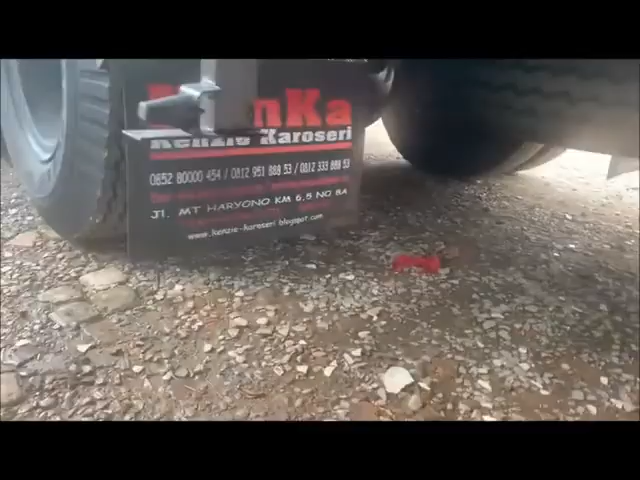 nKa
Kenzie Karoseri
0852 80000 454 / 0812 951 888 53 / 0812 333 888 53
Jl. MT HARYONO KM 6,5 NO 8A
www.kenzie-karoseri.blogspot.com